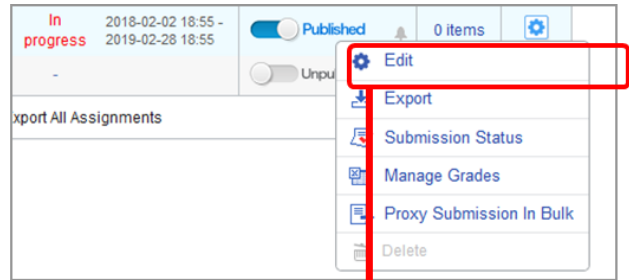 In progress
2018-02-02 18:55 -
2019-02-28 18:55
Published
0 items
-
Unpu
Edit
xport All Assignments
Export
Submission Status
Manage Grades
Proxy Submission In Bulk
Delete